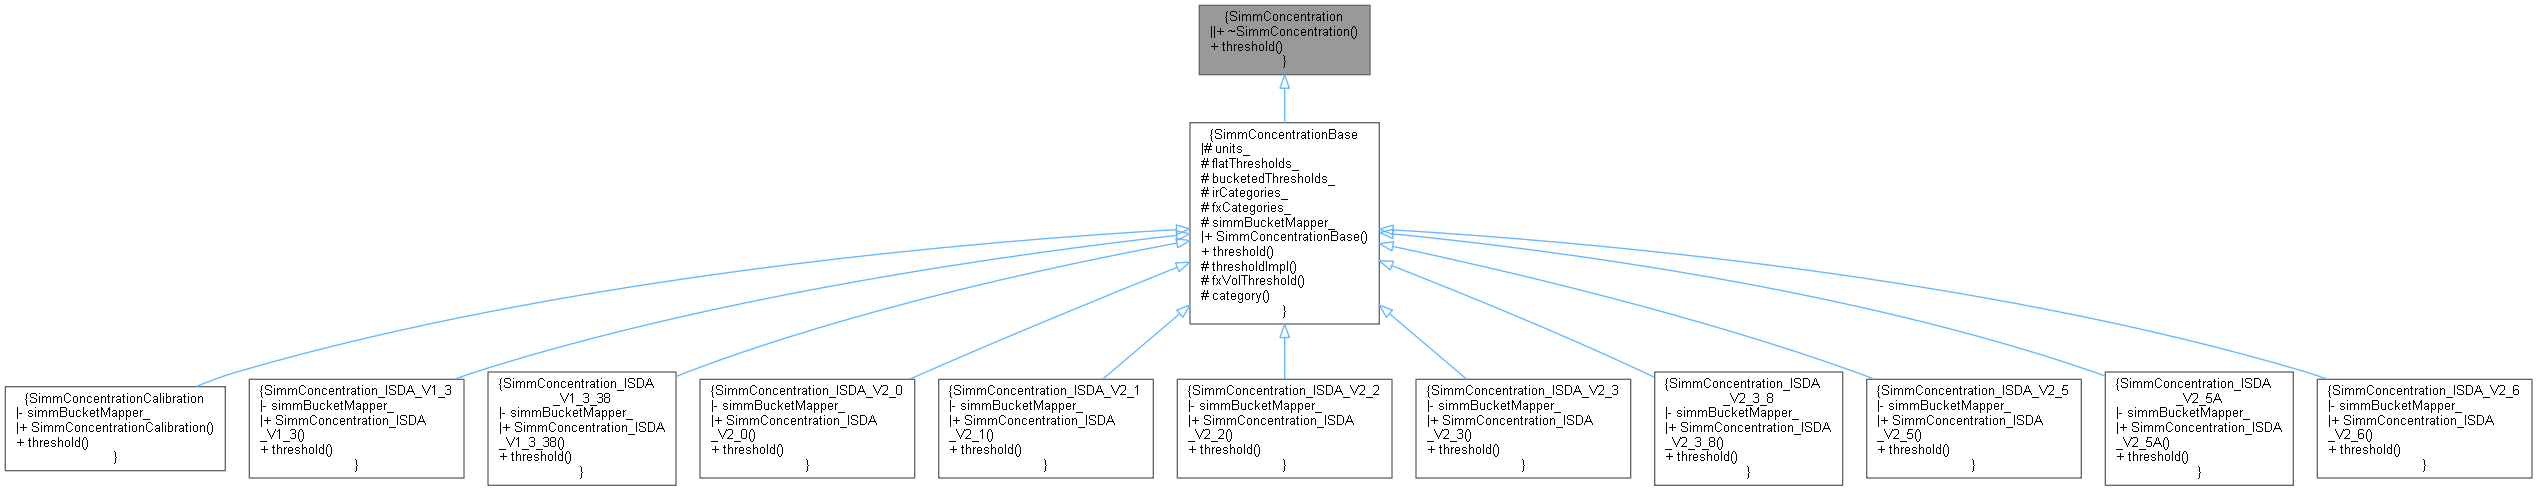 {SimmConcentration
||+ ~SimmConcentration()
+ threshold()
}
{SimmConcentrationBase
|# units_
# flatThresholds_
# bucketedThresholds_
# irCategories_
# fxCategories_
# simmBucketMapper_
|+ SimmConcentrationBase()
+ threshold()
# thresholdImpl()
# fxVolThreshold()
# category()
}
{SimmConcentrationCalibration
|- simmBucketMapper_
|+ SimmConcentrationCalibration()
+ threshold()
}
{SimmConcentration_ISDA_V1_3
|- simmBucketMapper_
|+ SimmConcentration_ISDA
_V1_3()
+ threshold()
}
{SimmConcentration_ISDA
_V1_3_38
|- simmBucketMapper_
|+ SimmConcentration_ISDA
_V1_3_38()
+ threshold()
}
{SimmConcentration_ISDA_V2_0
|- simmBucketMapper_
|+ SimmConcentration_ISDA
_V2_0()
+ threshold()
}
{SimmConcentration_ISDA_V2_1
|- simmBucketMapper_
|+ SimmConcentration_ISDA
_V2_1()
+ threshold()
}
{SimmConcentration_ISDA_V2_2
|- simmBucketMapper_
|+ SimmConcentration_ISDA
_V2_2()
+ threshold()
}
{SimmConcentration_ISDA_V2_3
|- simmBucketMapper_
|+ SimmConcentration_ISDA
_V2_3()
+ threshold()
}
{SimmConcentration_ISDA
_V2_3_8
|- simmBucketMapper_
|+ SimmConcentration_ISDA
_V2_3_8()
+ threshold()
}
{SimmConcentration_ISDA_V2_5
|- simmBucketMapper_
|+ SimmConcentration_ISDA
_V2_5()
+ threshold()
}
{SimmConcentration_ISDA
_V2_5A
|- simmBucketMapper_
|+ SimmConcentration_ISDA
_V2_5A()
+ threshold()
}
{SimmConcentration_ISDA_V2_6
|- simmBucketMapper_
|+ SimmConcentration_ISDA
_V2_6()
+ threshold()
}